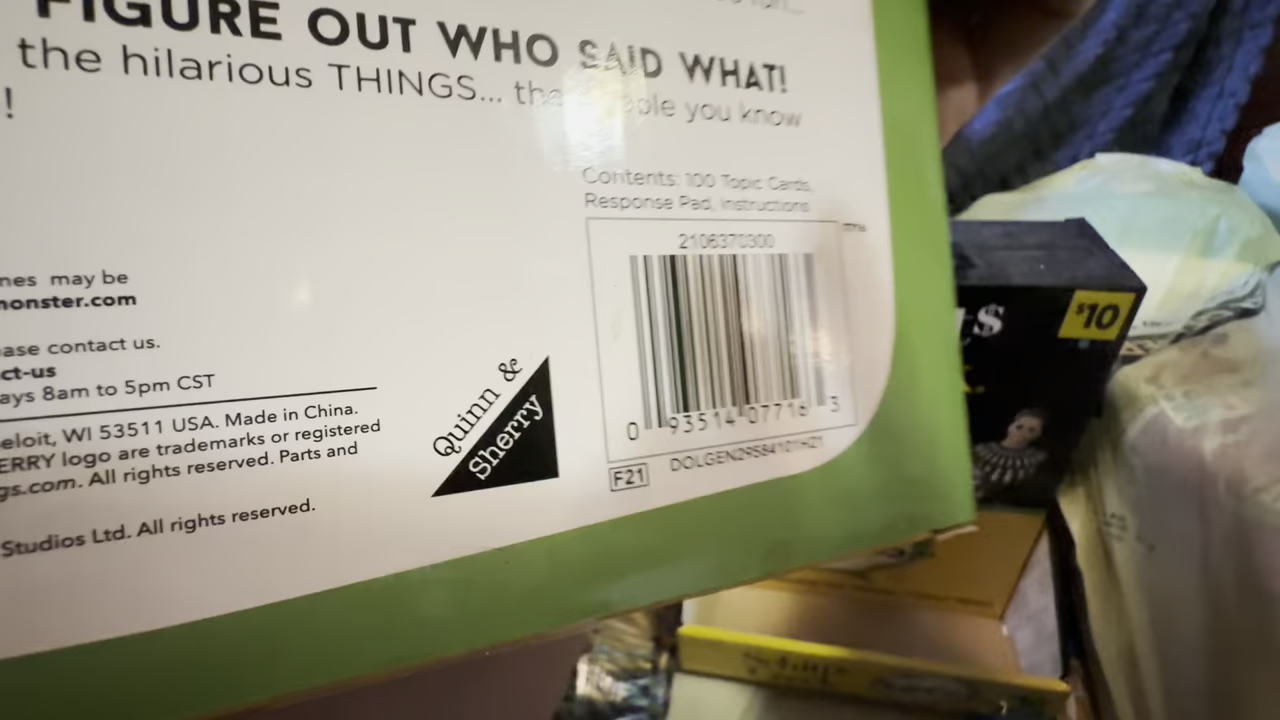 FIGURE OUT WHO SAID WHAT!
the hilarious THINGS... the people you know
!
Contents: 100 Topic Cards,
Response Pad, Instructions
2106370300
nes may be
monster.com
ase contact us.
ct-us
ays 8am to 5pm CST
eloit, WI 53511 USA. Made in China.
ERRY logo are trademarks or registered
gs.com. All rights reserved. Parts and
Studios Ltd. All rights reserved.
Quinn &
Sherry
0 93514 07716 3
F21
t$
$10